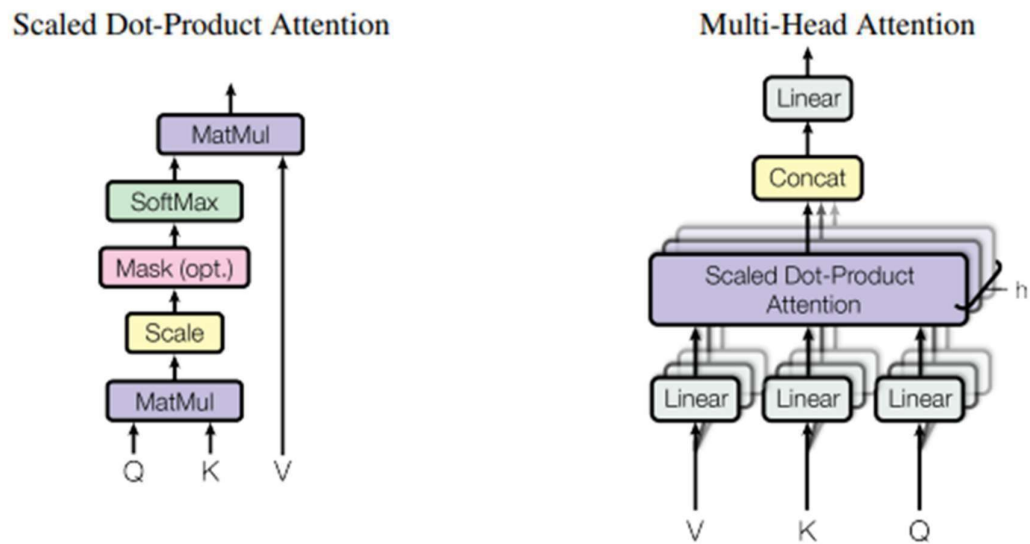 Scaled Dot-Product Attention
MatMul
SoftMax
Mask (opt.)
Scale
MatMul
Q K V
Multi-Head Attention
Linear
Concat
Scaled Dot-Product
Attention
h
Linear Linear Linear
V K Q